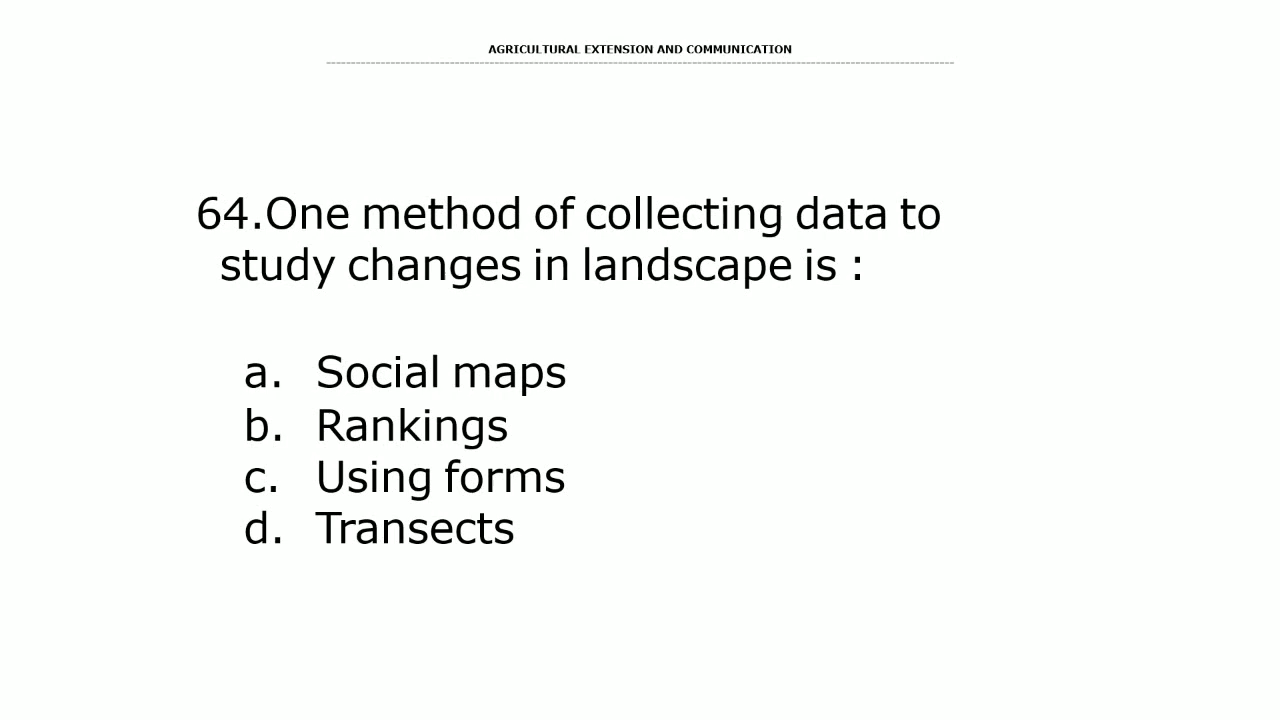 AGRICULTURAL EXTENSION AND COMMUNICATION
64.One method of collecting data to
study changes in landscape is :
a. Social maps
b. Rankings
c. Using forms
d. Transects